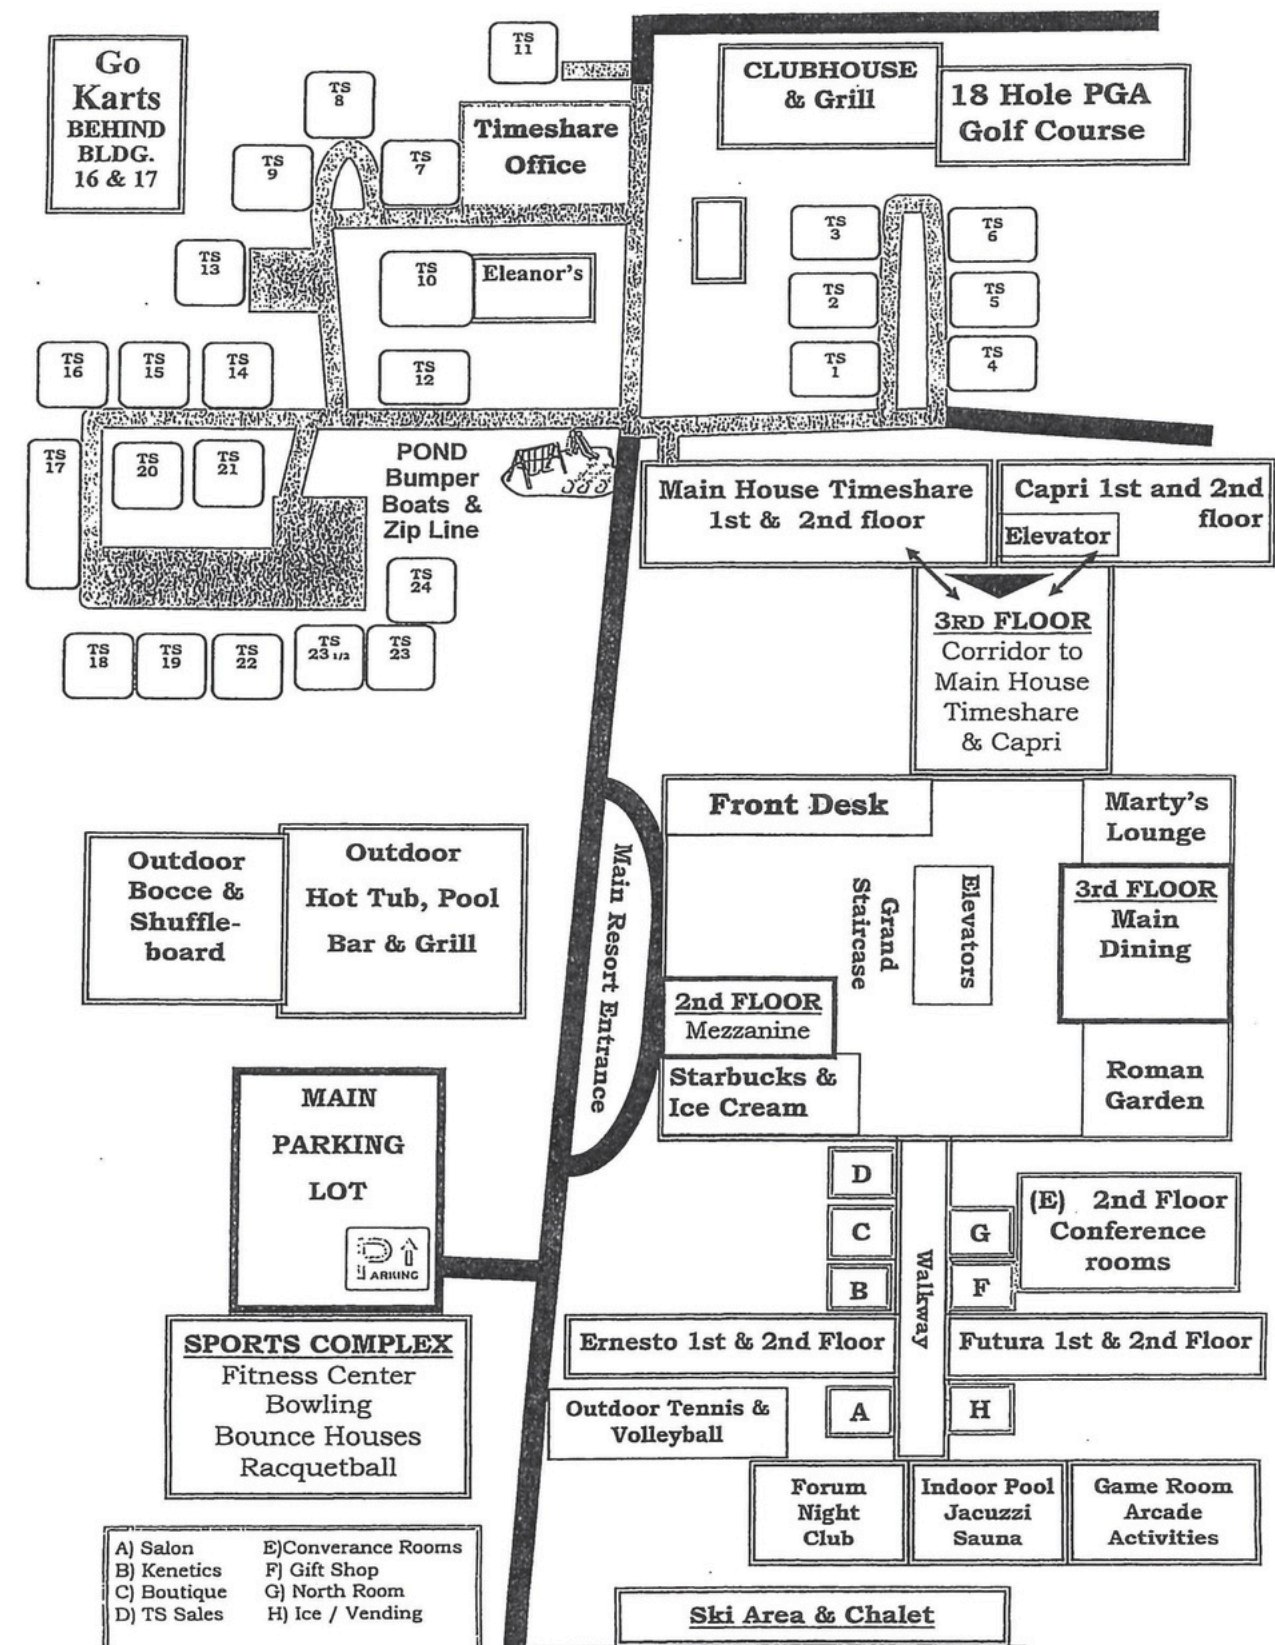 Go
Karts
BEHIND
BLDG.
16 & 17
TS
11
TS
8
TS
9
TS
7
Timeshare
Office
CLUBHOUSE
& Grill
18 Hole PGA
Golf Course
TS
13
TS
10
Eleanor's
TS
3
TS
6
TS
2
TS
5
TS
1
TS
4
TS
16
TS
15
TS
14
TS
12
TS
17
TS
20
TS
21
POND
Bumper
Boats &
Zip Line
Main House Timeshare
1st & 2nd floor
Capri 1st and 2nd
floor
Elevator
TS
24
TS
18
TS
19
TS
22
TS
23 1/2
TS
23
3RD FLOOR
Corridor to
Main House
Timeshare
& Capri
Front Desk
Marty's
Lounge
Outdoor
Bocce &
Shuffle-
board
Outdoor
Hot Tub, Pool
Bar & Grill
Main Resort Entrance
Grand
Staircase
Elevators
3rd FLOOR
Main
Dining
2nd FLOOR
Mezzanine
Starbucks &
Ice Cream
Roman
Garden
MAIN
PARKING
LOT
PARKING
D
C
B
G
F
Walkway
(E) 2nd Floor
Conference
rooms
SPORTS COMPLEX
Fitness Center
Bowling
Bounce Houses
Racquetball
Ernesto 1st & 2nd Floor
Futura 1st & 2nd Floor
Outdoor Tennis &
Volleyball
A
H
Forum
Night
Club
Indoor Pool
Jacuzzi
Sauna
Game Room
Arcade
Activities
A) Salon E)Converance Rooms
B) Kenetics F) Gift Shop
C) Boutique G) North Room
D) TS Sales H) Ice / Vending
Ski Area & Chalet